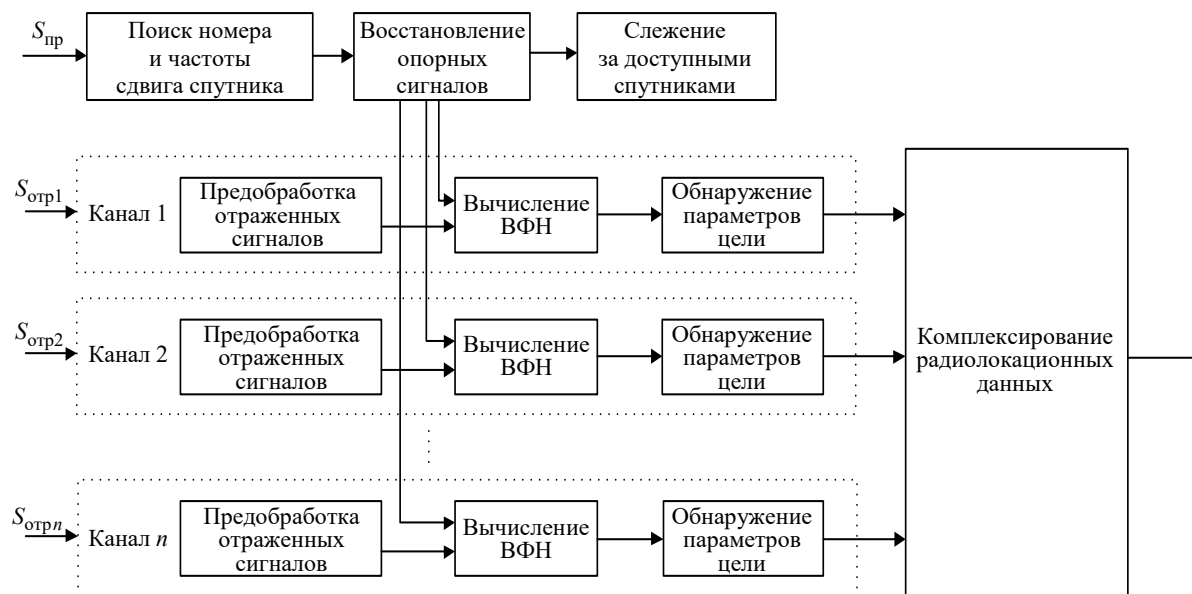 Sпр
Поиск номера
и частоты
сдвига спутника
Восстановление
опорных
сигналов
Слежение
за доступными
спутниками
Sотр1
Канал 1
Предобработка
отраженных
сигналов
Вычисление
ВФН
Обнаружение
параметров
цели
Sотр2
Канал 2
Предобработка
отраженных
сигналов
Вычисление
ВФН
Обнаружение
параметров
цели
Комплексирование
радиолокационных
данных
Sотрn
Канал n
Предобработка
отраженных
сигналов
Вычисление
ВФН
Обнаружение
параметров
цели